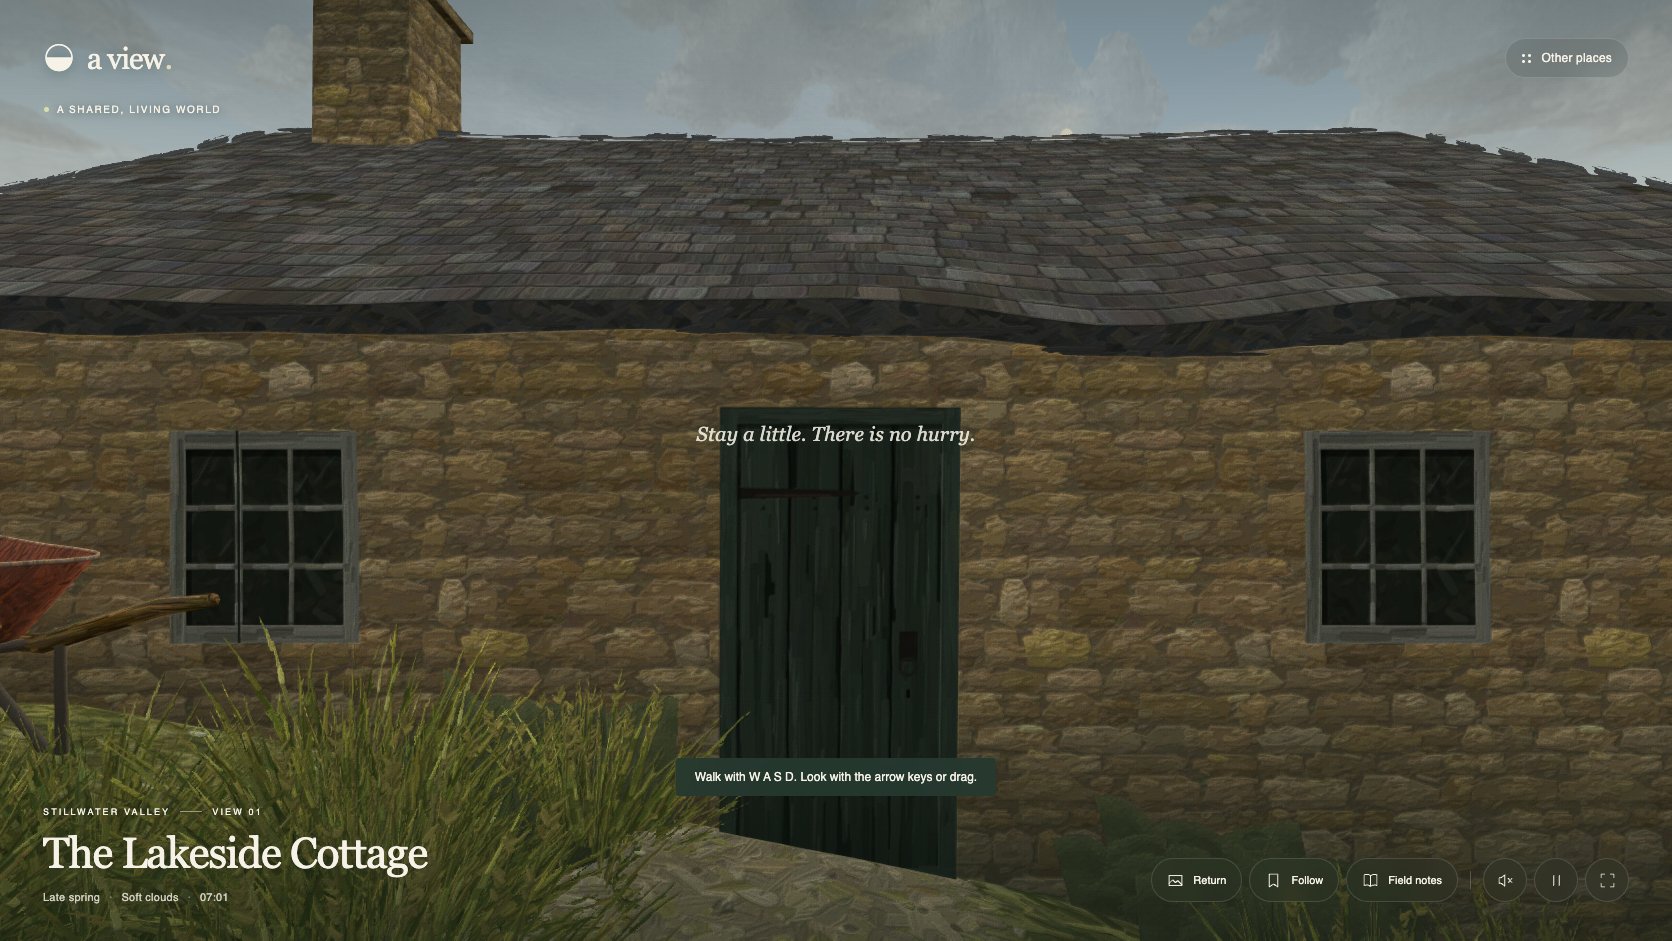 a view.
Other places
A SHARED, LIVING WORLD
Stay a little. There is no hurry.
Walk with W A S D. Look with the arrow keys or drag.
STILLWATER VALLEY — VIEW 01
The Lakeside Cottage
Late spring · Soft clouds · 07:01
Return
Follow
Field notes